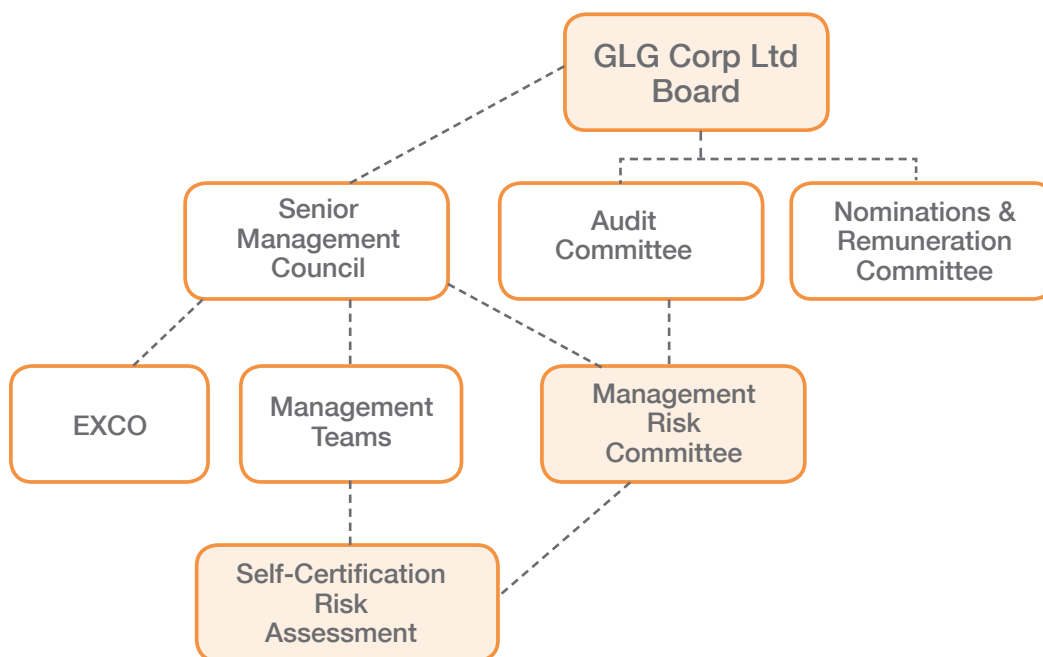 GLG Corp Ltd
Board
Senior
Management
Council
Audit
Committee
Nominations &
Remuneration
Committee
EXCO
Management
Teams
Management
Risk
Committee
Self-Certification
Risk
Assessment